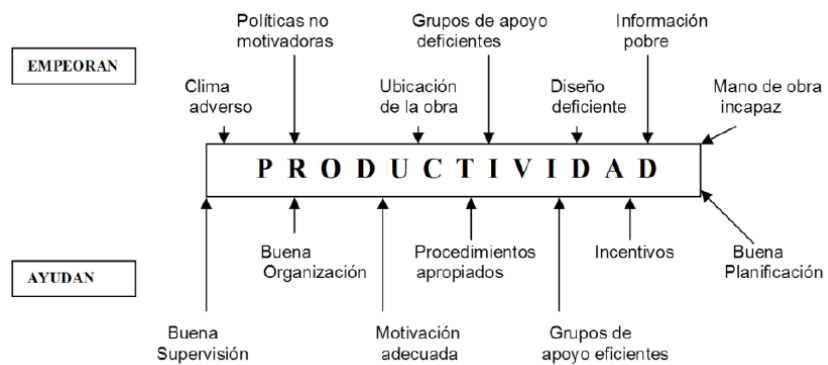 Políticas no
motivadoras
Grupos de apoyo
deficientes
Información
pobre
EMPEORAN
Clima
adverso
Ubicación
de la obra
Diseño
deficiente
Mano de obra
incapaz
PRODUCTIVIDAD
Buena
Organización
Procedimientos
apropiados
Incentivos
Buena
Planificación
AYUDAN
Buena
Supervisión
Motivación
adecuada
Grupos de
apoyo eficientes